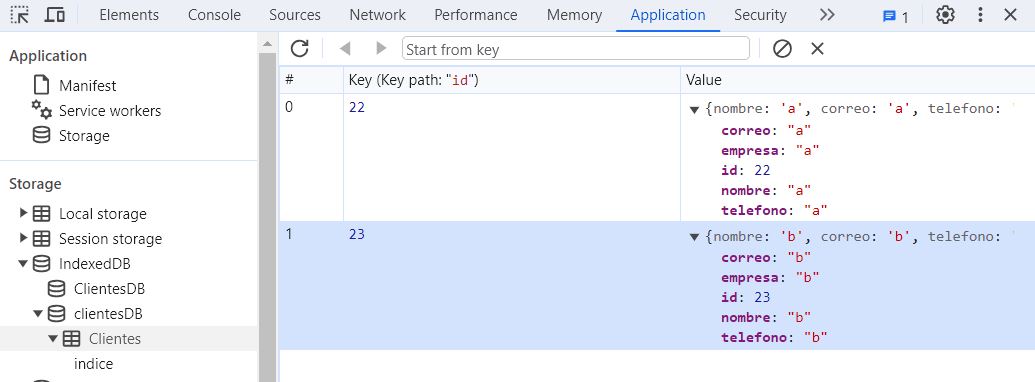 Elements Console Sources Network Performance Memory Application Security 1
Application
Manifest
Service workers
Storage
Storage
Local storage
Session storage
IndexedDB
ClientesDB
clientesDB
Clientes
indice
Start from key
# Key (Key path: "id") Value
0 22 {nombre: 'a', correo: 'a', telefono: '
correo: "a"
empresa: "a"
id: 22
nombre: "a"
telefono: "a"
1 23 {nombre: 'b', correo: 'b', telefono: '
correo: "b"
empresa: "b"
id: 23
nombre: "b"
telefono: "b"